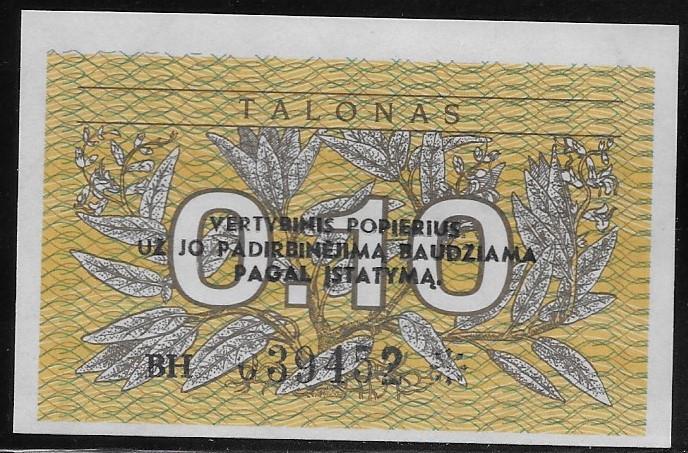 TALONAS
0.10
VERTYBINIS POPIERIUS
UŽ JO PADIRBINĖJIMĄ BAUDŽIAMA
PAGAL ĮSTATYMĄ.
BH 039452 *